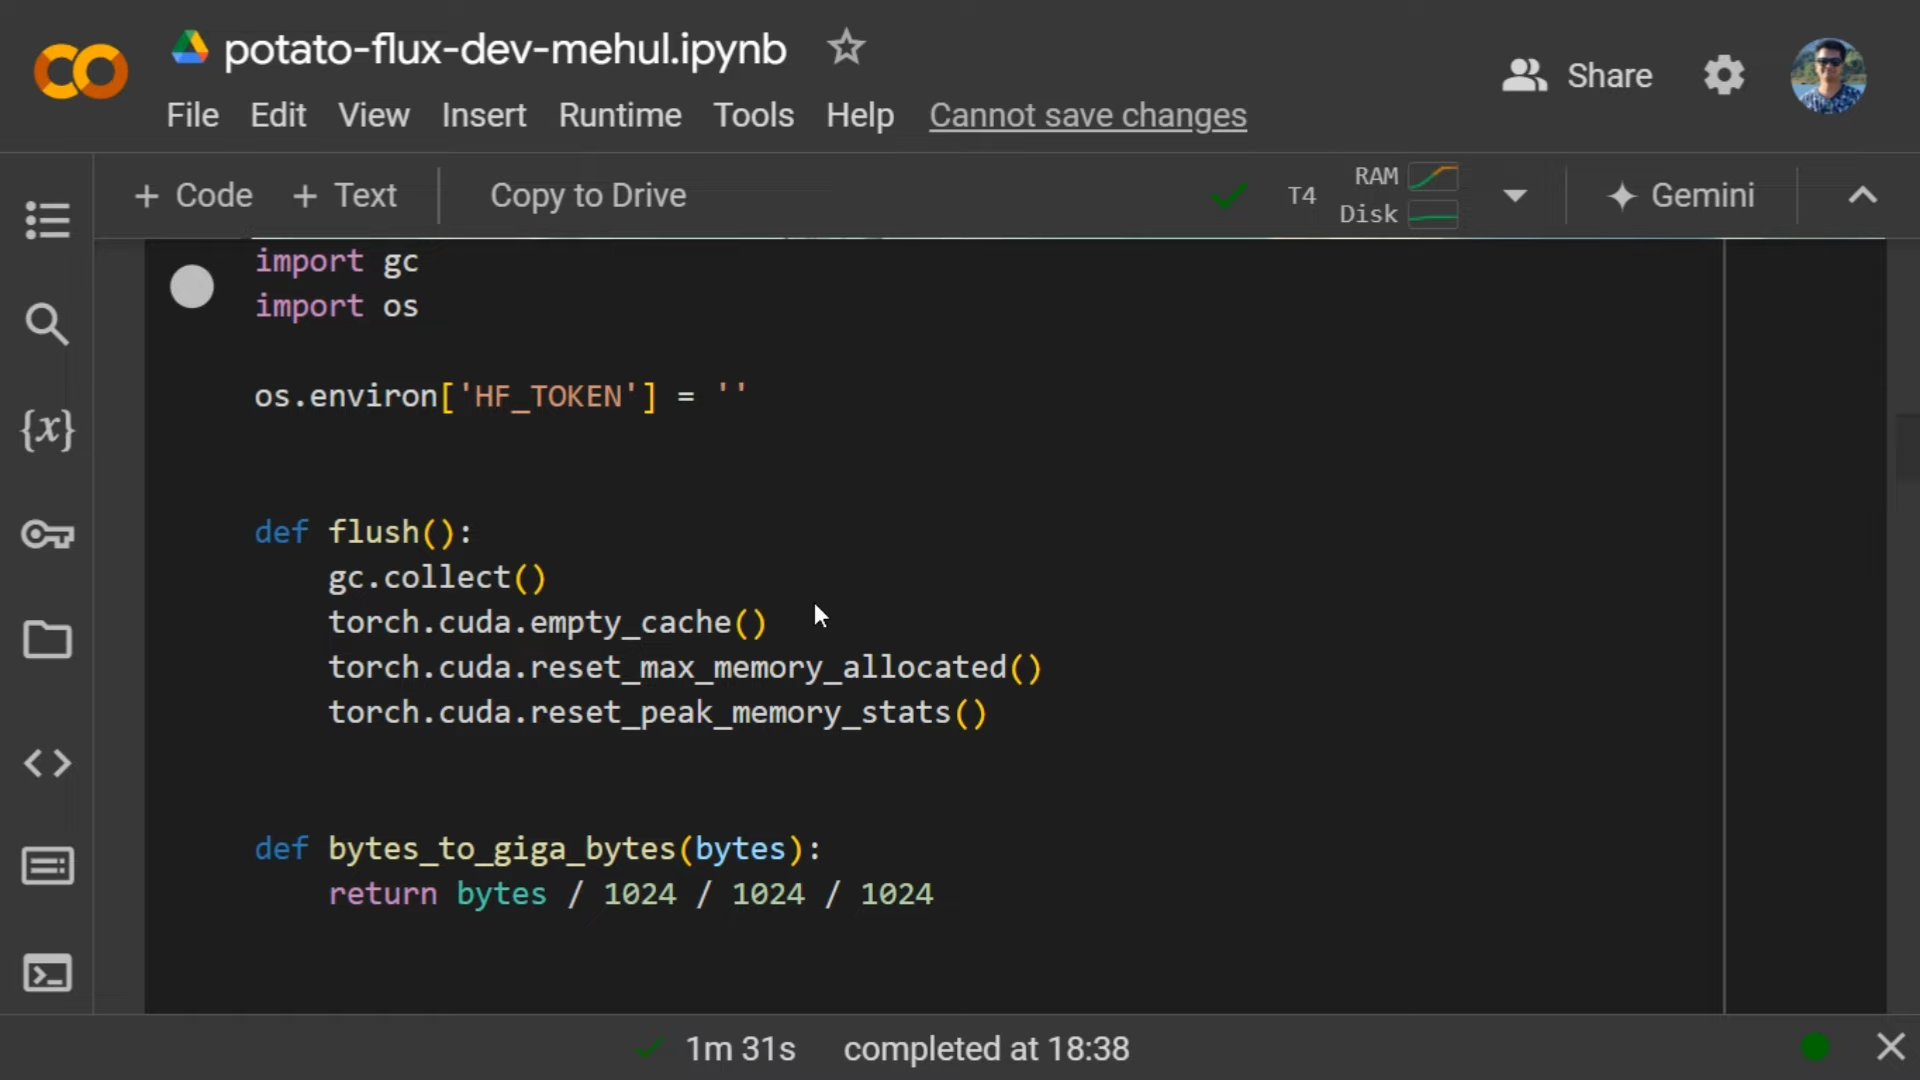 potato-flux-dev-mehul.ipynb
File Edit View Insert Runtime Tools Help Cannot save changes
Share
+ Code + Text Copy to Drive
T4
RAM
Disk
Gemini
{x}
import gc
import os
os.environ['HF_TOKEN'] = ''
def flush():
    gc.collect()
    torch.cuda.empty_cache()
    torch.cuda.reset_max_memory_allocated()
    torch.cuda.reset_peak_memory_stats()
def bytes_to_giga_bytes(bytes):
    return bytes / 1024 / 1024 / 1024
1m 31s completed at 18:38